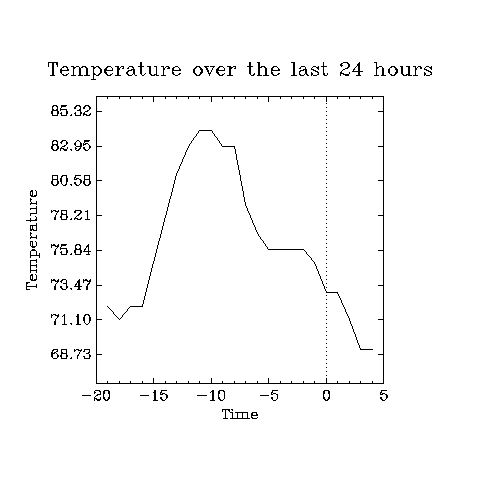 Temperature over the last 24 hours
85.32
82.95
80.58
78.21
75.84
73.47
71.10
68.73
Temperature
-20 -15 -10 -5 0 5
Time